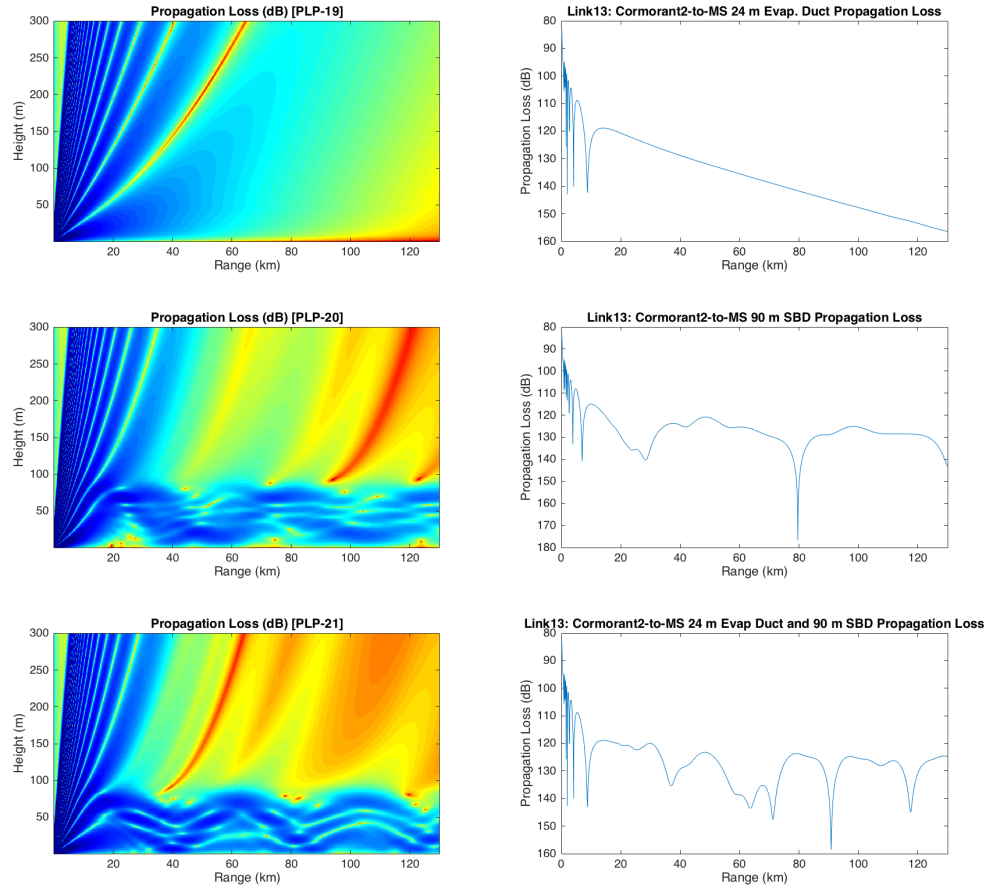 Propagation Loss (dB) [PLP-19]
300
250
200
150
100
50
Height (m)
20 40 60 80 100 120
Range (km)
Link13: Cormorant2-to-MS 24 m Evap. Duct Propagation Loss
80
90
100
110
120
130
140
150
160
Propagation Loss (dB)
0 20 40 60 80 100 120
Range (km)
Propagation Loss (dB) [PLP-20]
300
250
200
150
100
50
Height (m)
20 40 60 80 100 120
Range (km)
Link13: Cormorant2-to-MS 90 m SBD Propagation Loss
80
90
100
110
120
130
140
150
160
170
180
Propagation Loss (dB)
0 20 40 60 80 100 120
Range (km)
Propagation Loss (dB) [PLP-21]
300
250
200
150
100
50
Height (m)
20 40 60 80 100 120
Range (km)
Link13: Cormorant2-to-MS 24 m Evap Duct and 90 m SBD Propagation Loss
80
90
100
110
120
130
140
150
160
Propagation Loss (dB)
0 20 40 60 80 100 120
Range (km)